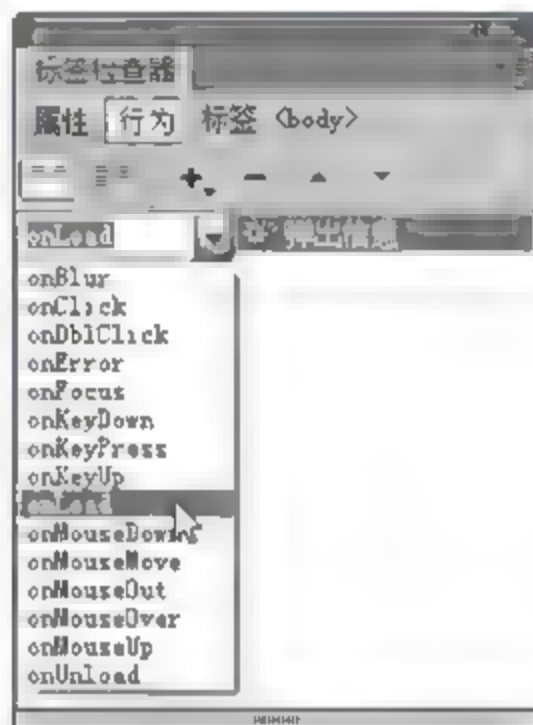 标签检查器
属性 行为 标签 <body>
onLoad 弹出信息
onBlur
onClick
onDblClick
onError
onFocus
onKeyDown
onKeyPress
onKeyUp
onLoad
onMouseDown
onMouseMove
onMouseOut
onMouseOver
onMouseUp
onUnload